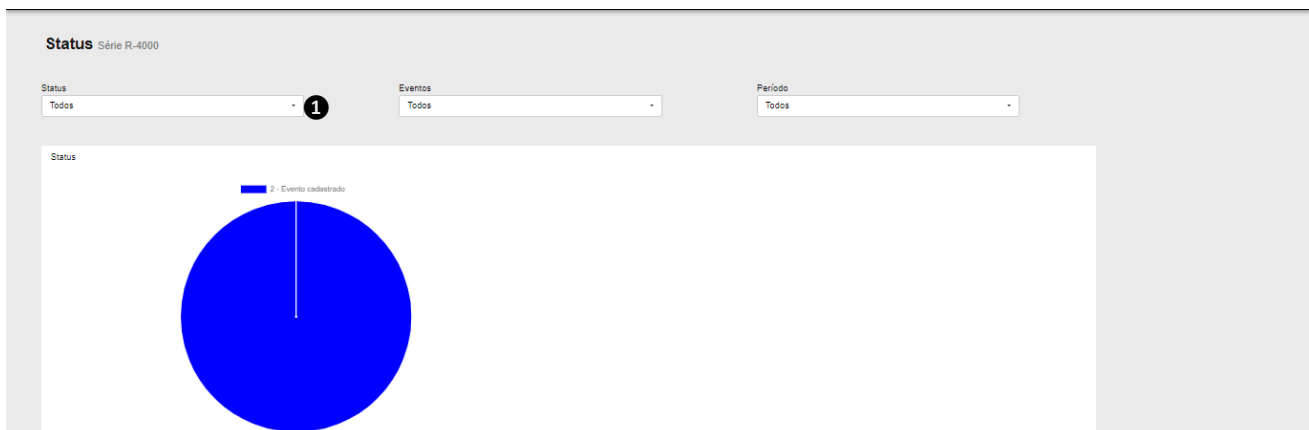 Status Série R-4000
Status Eventos Período
Todos 1 Todos Todos
Status
2 - Evento cadastrado